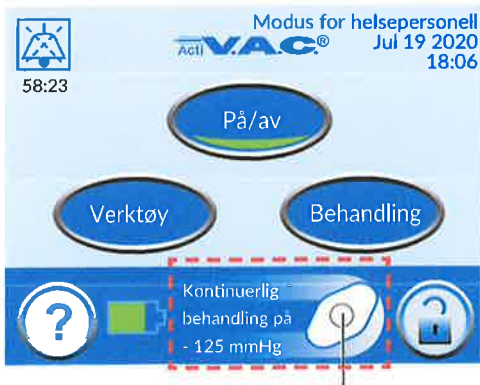 Modus for helsepersonell
Acti V.A.C.® Jul 19 2020
58:23 18:06
På/av
Verktøy
Behandling
Kontinuerlig
behandling på
- 125 mmHg
?